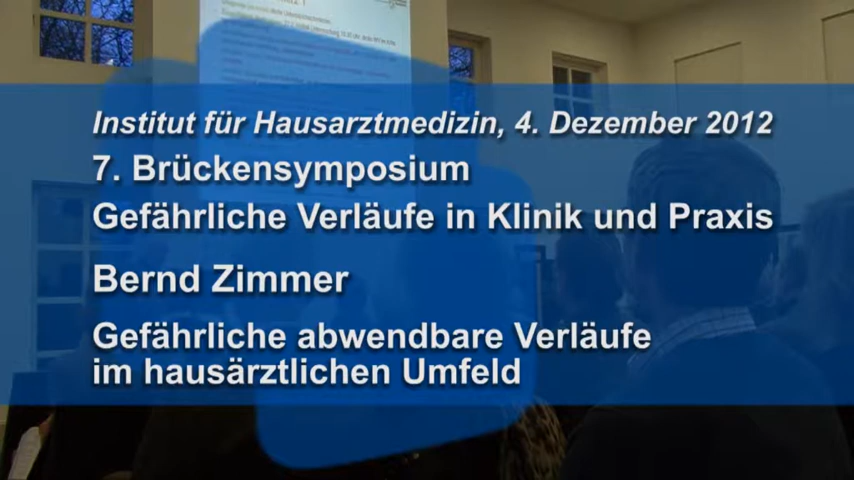 Institut für Hausarztmedizin, 4. Dezember 2012
7. Brückensymposium
Gefährliche Verläufe in Klinik und Praxis
Bernd Zimmer
Gefährliche abwendbare Verläufe
im hausärztlichen Umfeld